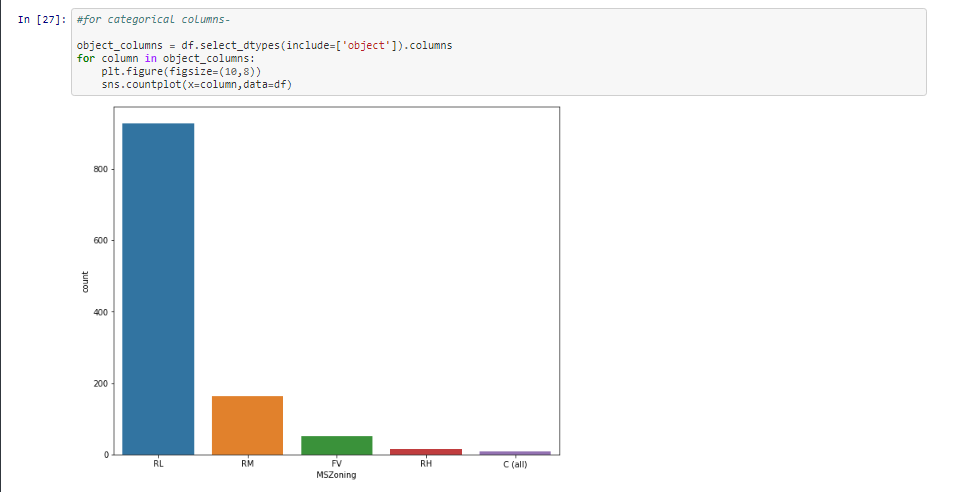 In [27]: #for categorical columns-
object_columns = df.select_dtypes(include=['object']).columns
for column in object_columns:
    plt.figure(figsize=(10,8))
    sns.countplot(x=column,data=df)
800
600
400
200
0
count
RL RM FV RH C (all)
MSZoning